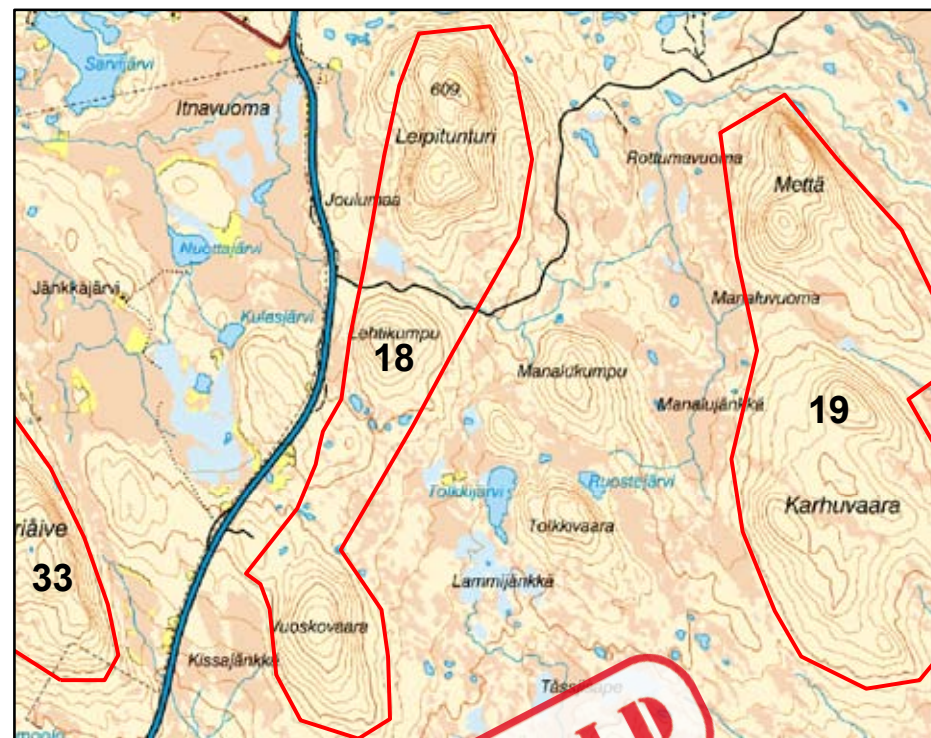 Sarvijärvi
Itnavuoma
609
Leipitunturi
Rottumavuoma
Mettä
Joulumaa
Nuottajärvi
Jänkkäjärvi
Manaluvuoma
Kulasjärvi
Lehtikumpu
18
Manalukumpu
Manalujänkkä
19
Tolkkijärvi
Ruostejärvi
Karhuvaara
Tolkkivaara
33
Lammijänkkä
Vuoskovaara
Kissajänkkä